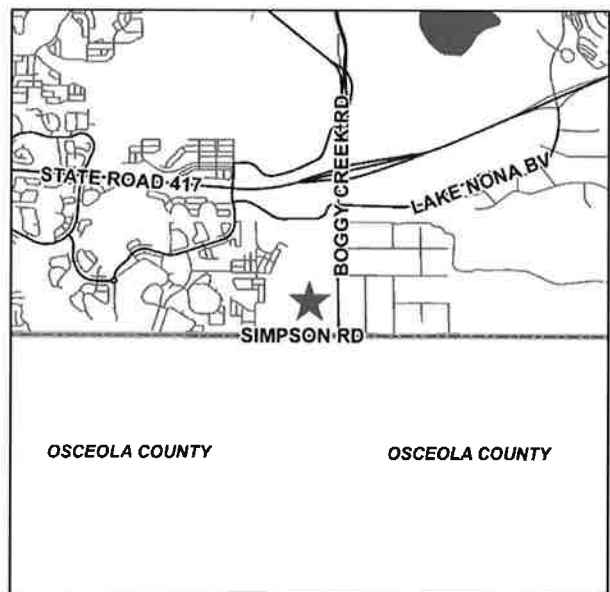 BOGGY CREEK RD
STATE ROAD 417
LAKE NONA BV
SIMPSON RD
OSCEOLA COUNTY
OSCEOLA COUNTY